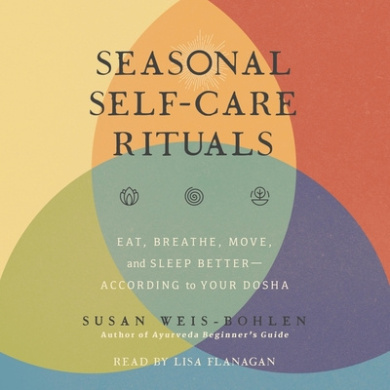 SEASONAL
SELF-CARE
RITUALS
EAT, BREATHE, MOVE,
and SLEEP BETTER—
ACCORDING to YOUR DOSHA
SUSAN WEIS-BOHLEN
Author of Ayurveda Beginner's Guide
READ BY LISA FLANAGAN